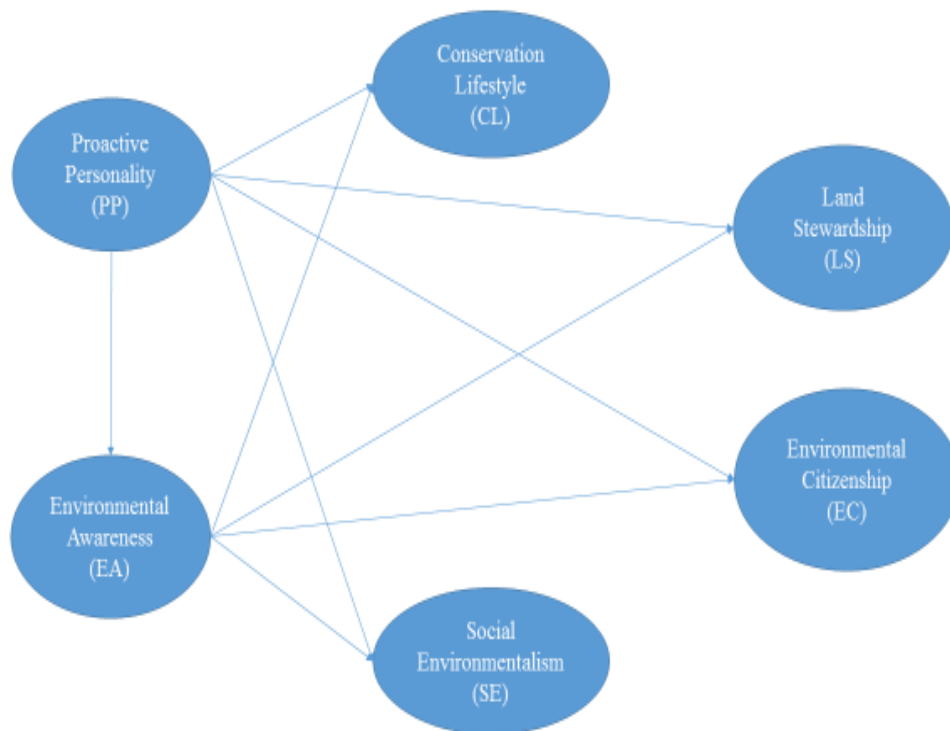 Conservation
Lifestyle
(CL)
Proactive
Personality
(PP)
Land
Stewardship
(LS)
Environmental
Citizenship
(EC)
Environmental
Awareness
(EA)
Social
Environmentalism
(SE)